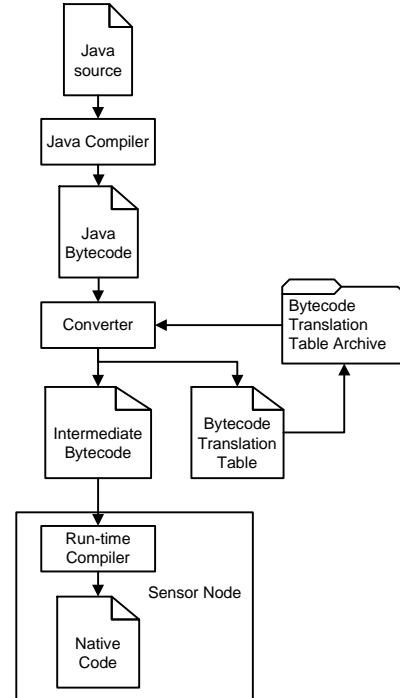 Java
source
Java Compiler
Java
Bytecode
Converter
Bytecode
Translation
Table Archive
Intermediate
Bytecode
Bytecode
Translation
Table
Run-time
Compiler
Sensor Node
Native
Code